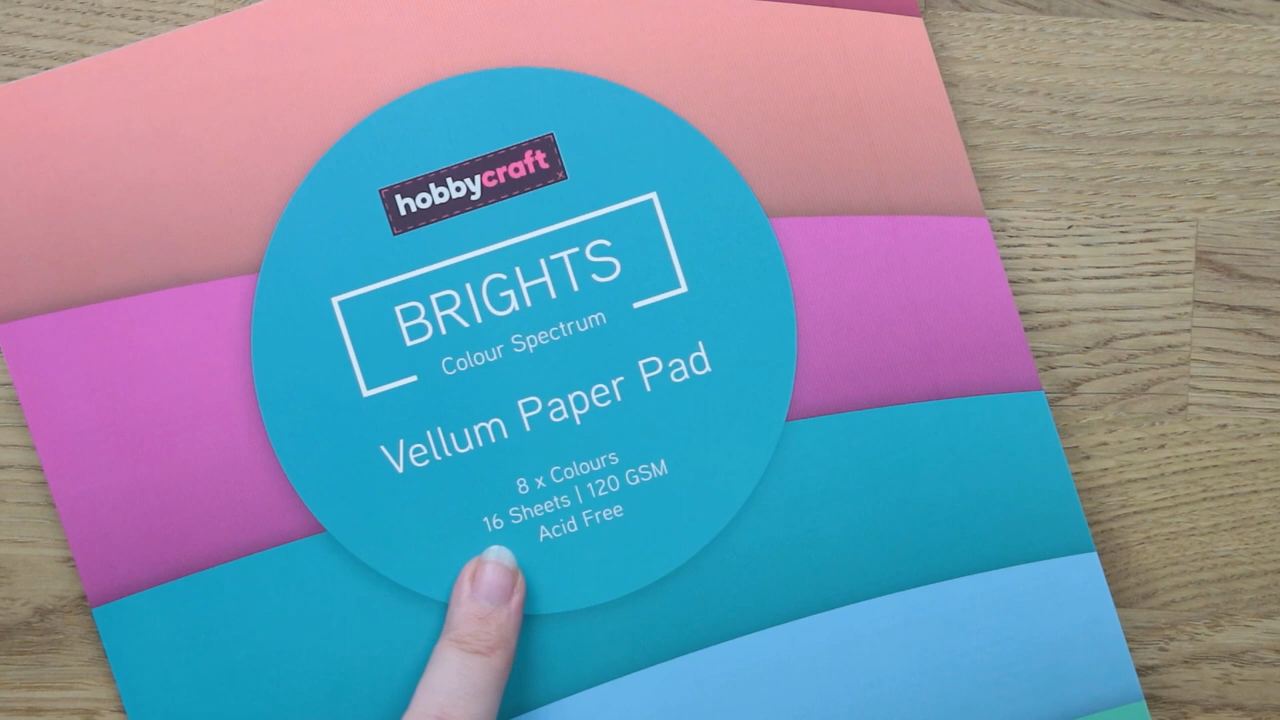 hobbycraft
BRIGHTS
Colour Spectrum
Vellum Paper Pad
8 x Colours
16 Sheets | 120 GSM
Acid Free